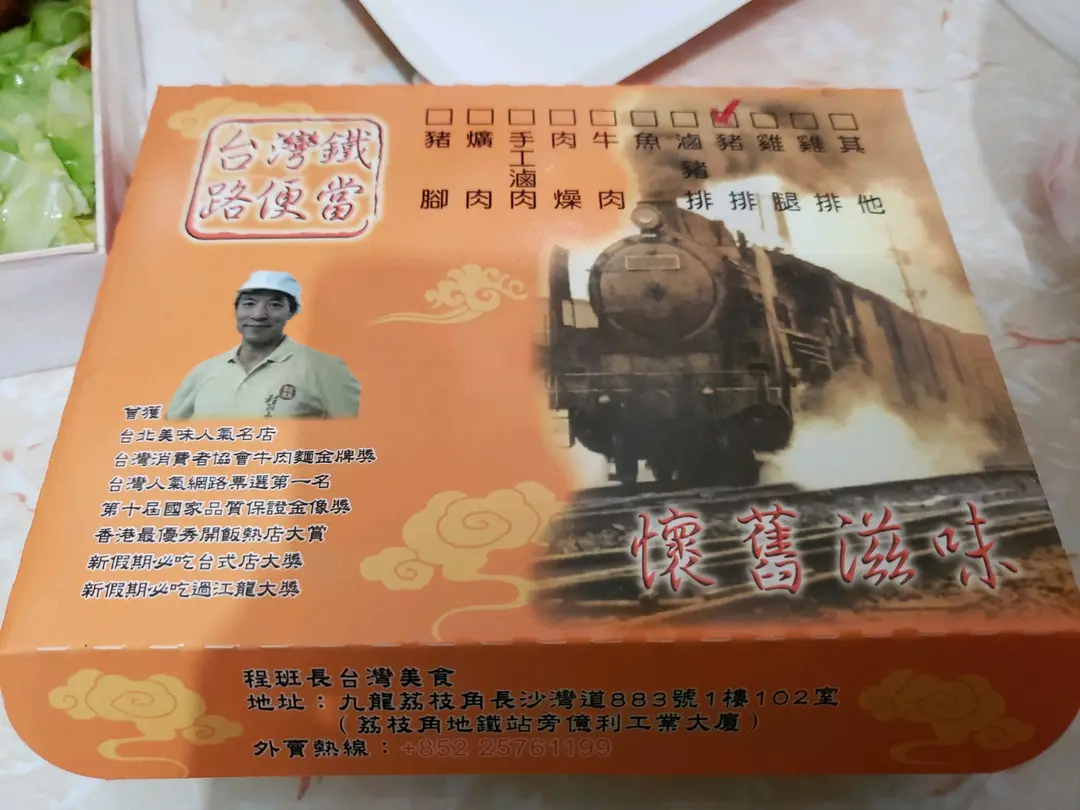 台灣鐵
路便當
豬腳
爌肉
手工滷肉
肉燥
牛肉
魚
滷豬排
豬排
雞腿
雞排
其他
曾獲
台北美味人氣名店
台灣消費者協會牛肉麵金牌獎
台灣人氣網路票選第一名
第十屆國家品質保證金像獎
香港最優秀開飯熱店大賞
新假期必吃台式店大獎
新假期必吃過江龍大獎
懷舊滋味
程班長台灣美食
地址：九龍荔枝角長沙灣道883號1樓102室
（荔枝角地鐵站旁億利工業大廈）
外賣熱線：+852 25761199